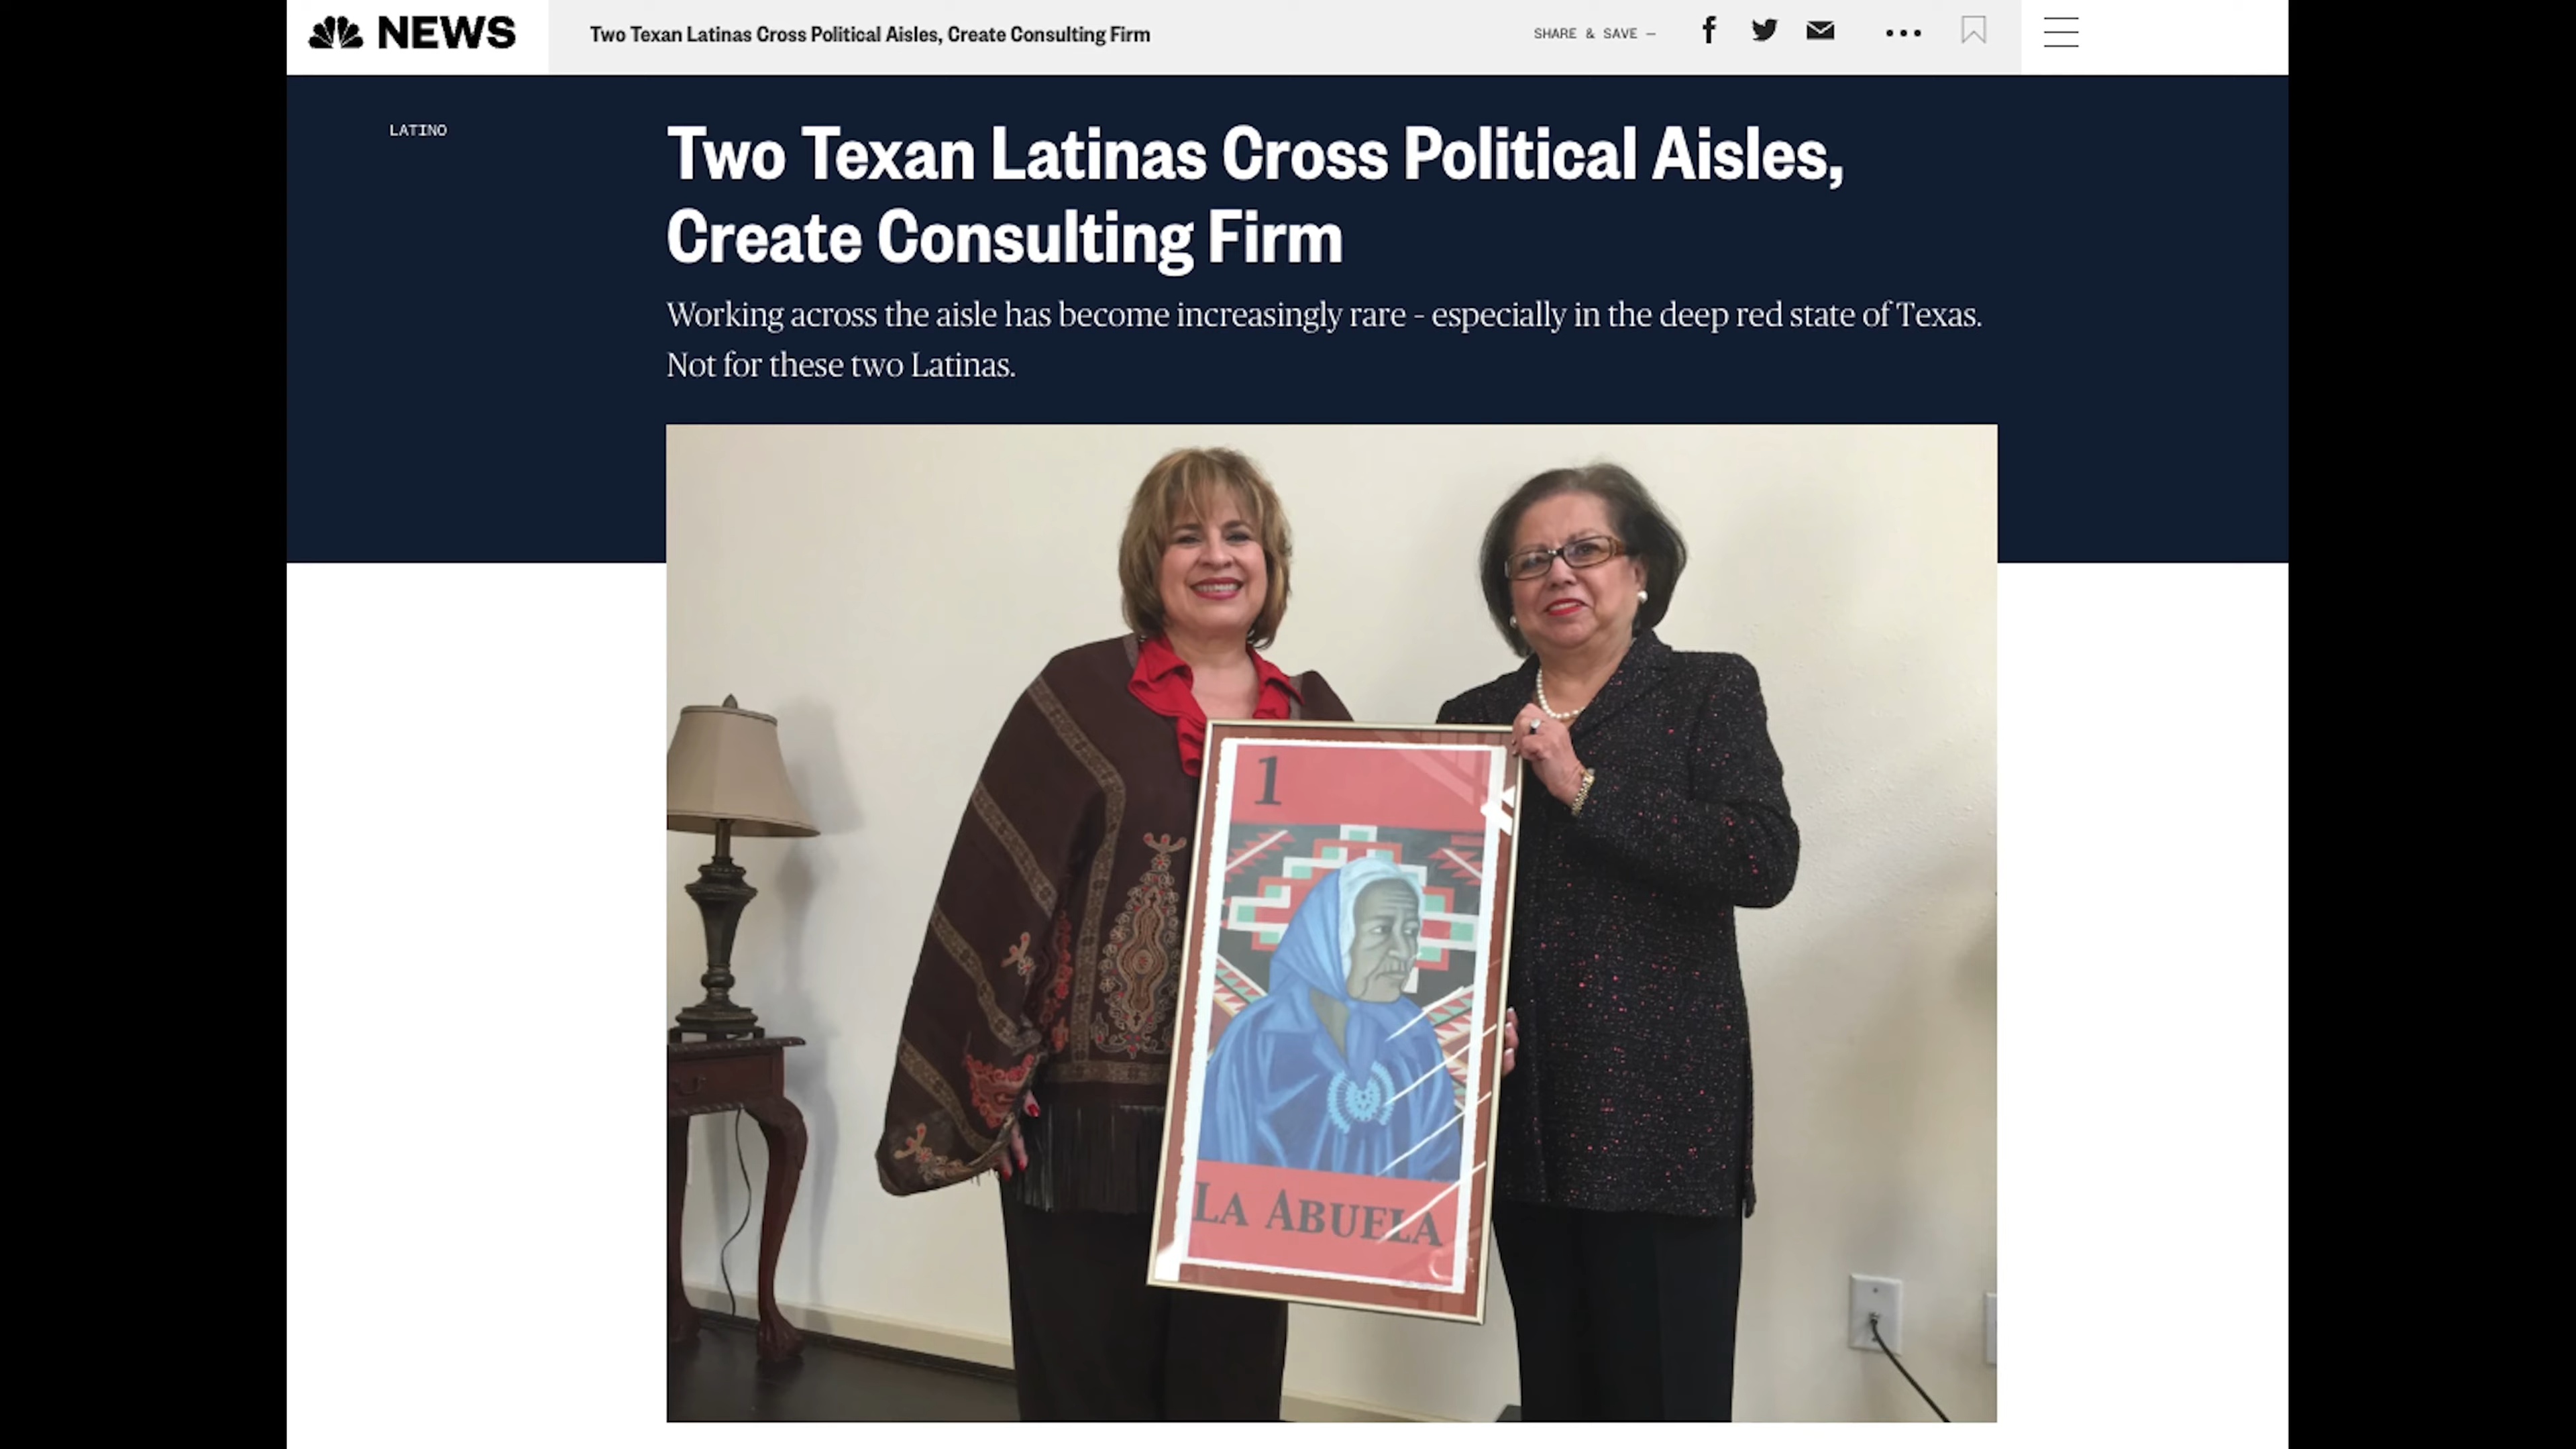 NEWS
Two Texan Latinas Cross Political Aisles, Create Consulting Firm
SHARE & SAVE —
LATINO
Two Texan Latinas Cross Political Aisles,
Create Consulting Firm
Working across the aisle has become increasingly rare - especially in the deep red state of Texas.
Not for these two Latinas.
1
LA ABUELA